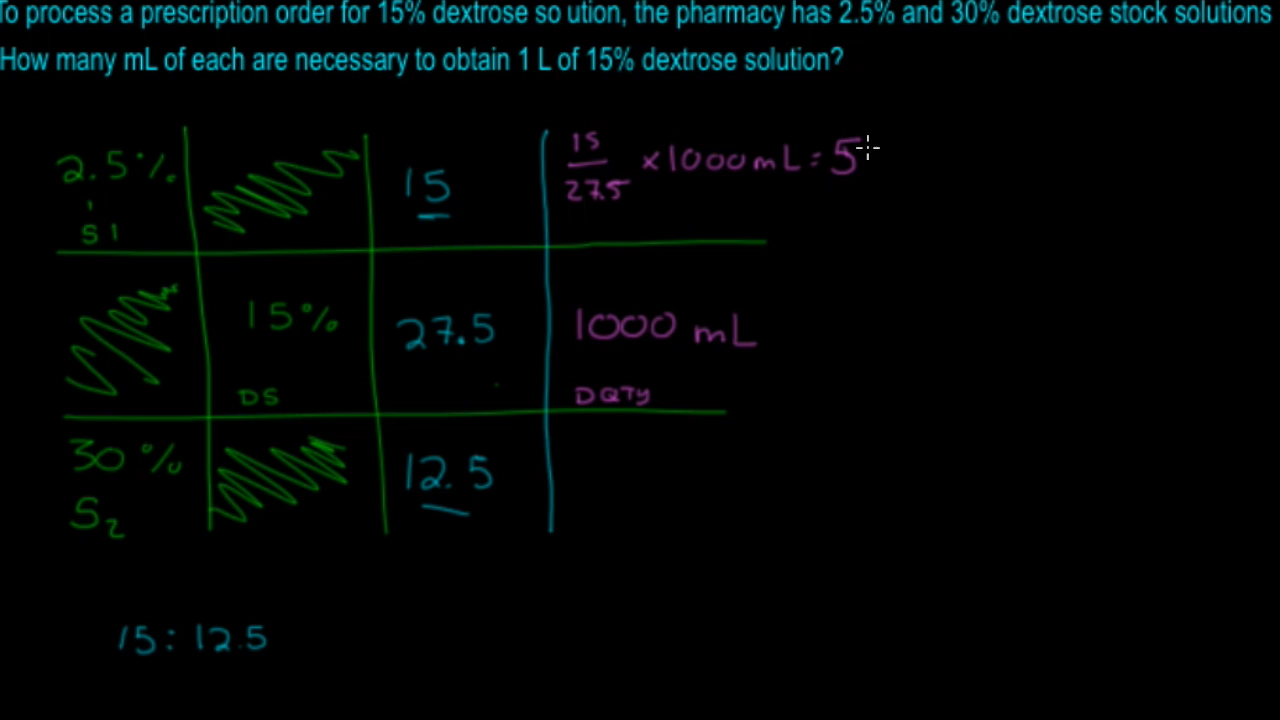 To process a prescription order for 15% dextrose so ution, the pharmacy has 2.5% and 30% dextrose stock solutions
How many mL of each are necessary to obtain 1 L of 15% dextrose solution?
2.5% 15 15/27.5 x1000mL = 5
S1
15% 27.5 1000 mL
DS DQTY
30% 12.5
S2
15: 12.5